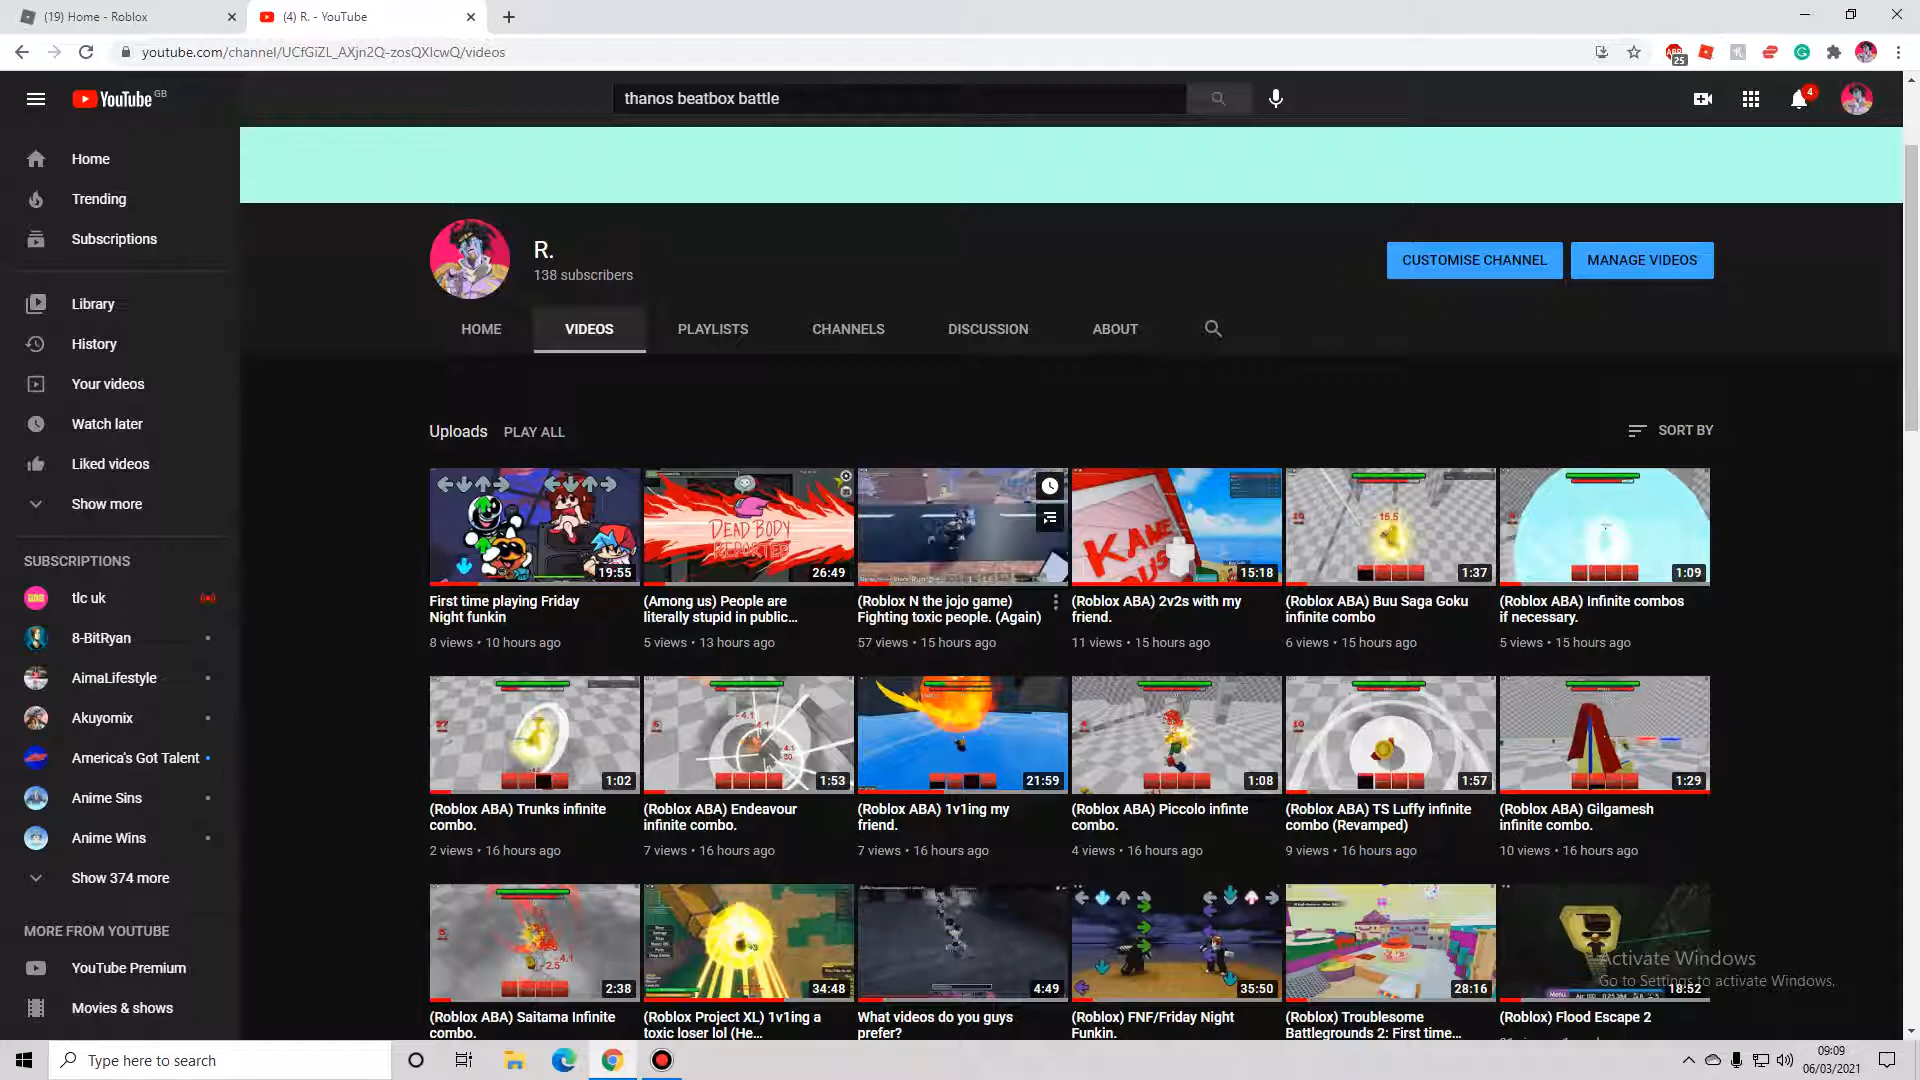 (19) Home - Roblox
(4) R. - YouTube
youtube.com/channel/UCfGiZL_AXjn2Q-zosQXIcwQ/videos
25
YouTube GB
thanos beatbox battle
4
Home
Trending
Subscriptions
Library
History
Your videos
Watch later
Liked videos
Show more
SUBSCRIPTIONS
tlc uk
8-BitRyan
AimaLifestyle
Akuyomix
America's Got Talent
Anime Sins
Anime Wins
Show 374 more
MORE FROM YOUTUBE
YouTube Premium
Movies & shows
R.
138 subscribers
CUSTOMISE CHANNEL
MANAGE VIDEOS
HOME
VIDEOS
PLAYLISTS
CHANNELS
DISCUSSION
ABOUT
Uploads
PLAY ALL
SORT BY
19:55
DEAD BODY
REPORTED
26:49
15:18
15.5
1:37
1:09
First time playing Friday
Night funkin
8 views • 10 hours ago
(Among us) People are
literally stupid in public...
5 views • 13 hours ago
(Roblox N the jojo game)
Fighting toxic people. (Again)
57 views • 15 hours ago
(Roblox ABA) 2v2s with my
friend.
11 views • 15 hours ago
(Roblox ABA) Buu Saga Goku
infinite combo
6 views • 15 hours ago
(Roblox ABA) Infinite combos
if necessary.
5 views • 15 hours ago
1:02
1:53
21:59
1:08
1:57
1:29
(Roblox ABA) Trunks infinite
combo.
2 views • 16 hours ago
(Roblox ABA) Endeavour
infinite combo.
7 views • 16 hours ago
(Roblox ABA) 1v1ing my
friend.
7 views • 16 hours ago
(Roblox ABA) Piccolo infinte
combo.
4 views • 16 hours ago
(Roblox ABA) TS Luffy infinite
combo (Revamped)
9 views • 16 hours ago
(Roblox ABA) Gilgamesh
infinite combo.
10 views • 16 hours ago
2:38
34:48
4:49
35:50
28:16
18:52
(Roblox ABA) Saitama Infinite
combo.
(Roblox Project XL) 1v1ing a
toxic loser lol (He...
What videos do you guys
prefer?
(Roblox) FNF/Friday Night
Funkin.
(Roblox) Troublesome
Battlegrounds 2: First time...
(Roblox) Flood Escape 2
Activate Windows
Go to Settings to activate Windows.
Type here to search
09:09
06/03/2021